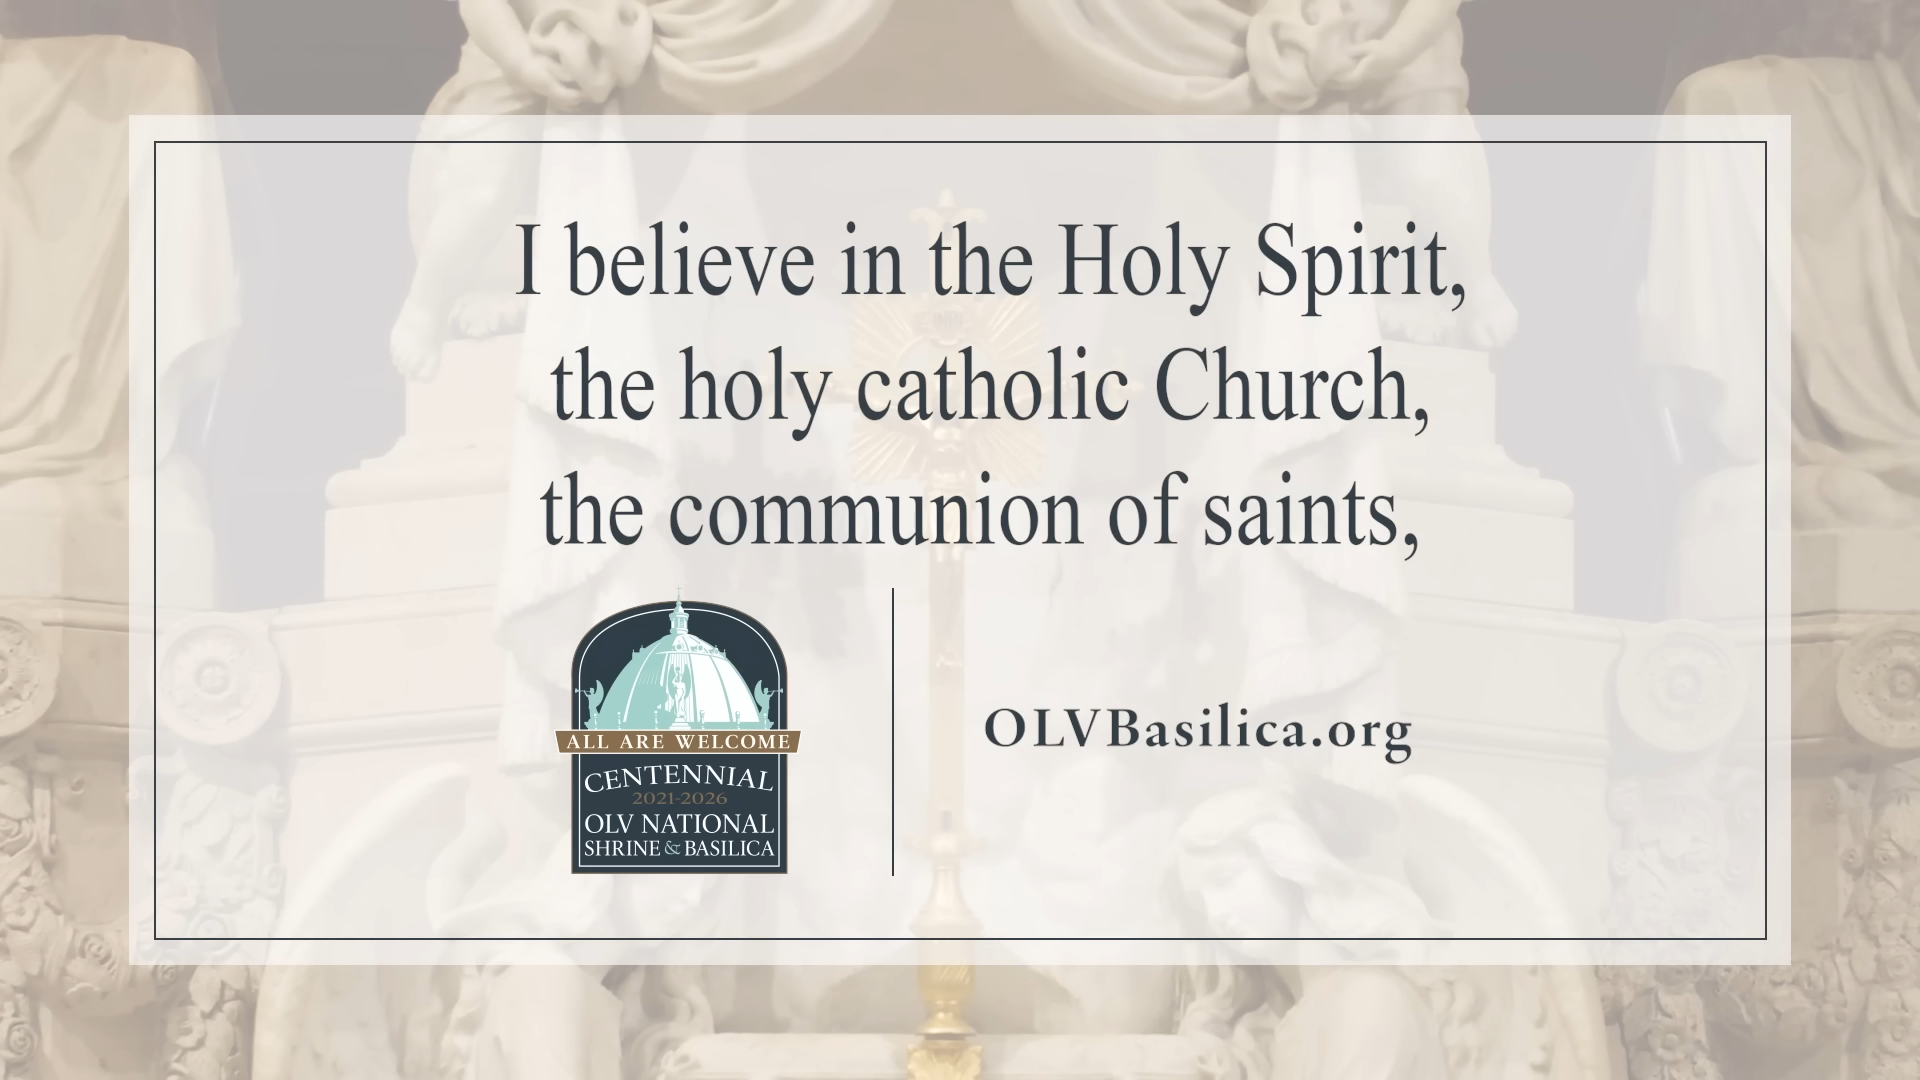 I believe in the Holy Spirit,
the holy catholic Church,
the communion of saints,
ALL ARE WELCOME
CENTENNIAL
2021-2026
OLV NATIONAL
SHRINE & BASILICA
OLVBasilica.org